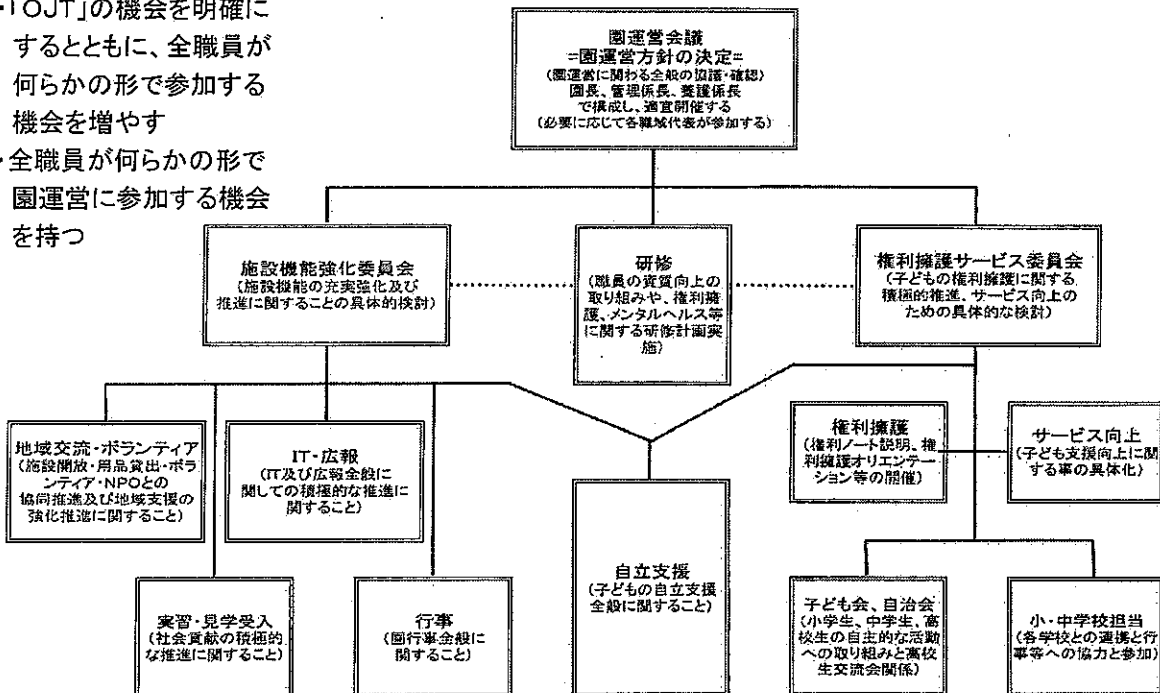 ・「OJT」の機会を明確に
するとともに、全職員が
何らかの形で参加する
機会を増やす
・全職員が何らかの形で
園運営に参加する機会
を持つ
園運営会議
=園運営方針の決定=
(園運営に関わる全般の協議・確認)
園長、管理係長、養護係長
で構成し、適宜開催する
(必要に応じて各職域代表が参加する)
施設機能強化委員会
(施設機能の充実強化及び
推進に関することの具体的検討)
研修
(職員の資質向上の
取り組みや、権利擁
護、メンタルヘルス等
に関する研修計画実
施)
権利擁護サービス委員会
(子どもの権利擁護に関する
積極的推進、サービス向上の
ための具体的な検討)
地域交流・ボランティア
(施設開放・用品貸出・ボラ
ンティア・NPOとの
協同推進及び地域支援の
強化推進に関すること)
IT・広報
(IT及び広報全般に
関しての積極的な推進に
関すること)
権利擁護
(権利ノート説明、権
利擁護オリエンテー
ション等の開催)
サービス向上
(子ども支援向上に関
する事の具体化)
実習・見学受入
(社会貢献の積極的
な推進に関すること)
行事
(園行事全般に
関すること)
自立支援
(子どもの自立支援
全般に関すること)
子ども会、自治会
(小学生、中学生、高
校生の自主的な活動
への取り組みと高校
生交流会関係)
小・中学校担当
(各学校との連携と行
事等への協力と参加)